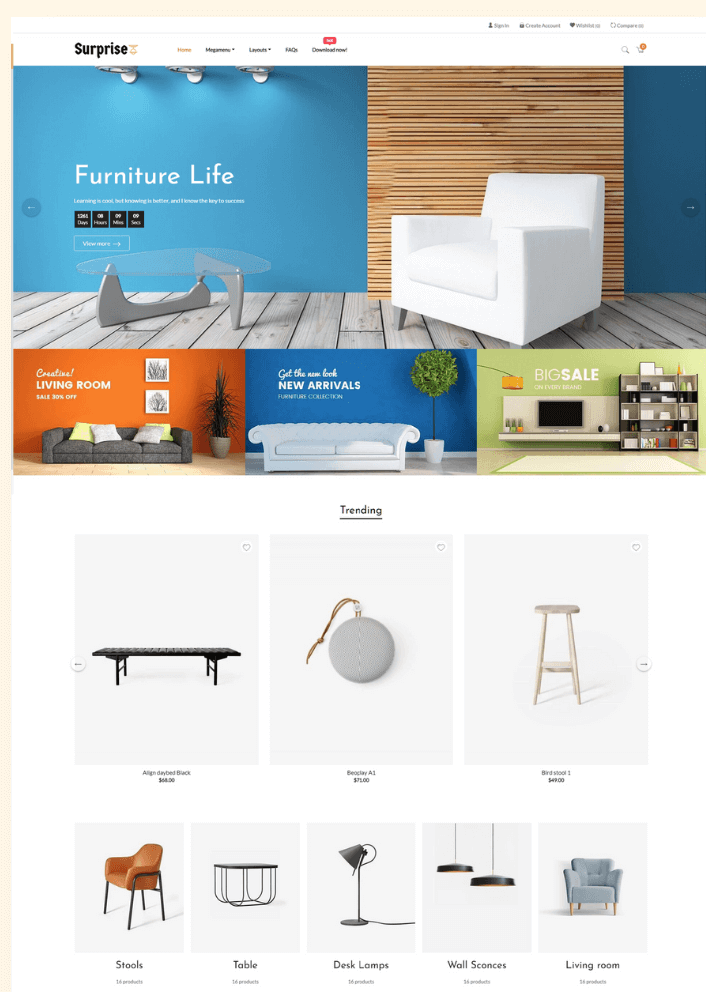 Sign in Create Account Wishlist (0) Compare (0)
Surprise
Home Megamenu Layouts FAQs Download now!
Hot
0
Furniture Life
Learning is cool, but knowing is better, and I know the key to success
1261 08 09 09
Days Hours Mins Secs
View more
Creative!
LIVING ROOM
SALE 30% OFF
Get the new look
NEW ARRIVALS
FURNITURE COLLECTION
BIGSALE
ON EVERY BRAND
Trending
Align daybed Black
$68.00
Beoplay A1
$71.00
Bird stool 1
$49.00
Stools
16 products
Table
16 products
Desk Lamps
16 products
Wall Sconces
16 products
Living room
16 products